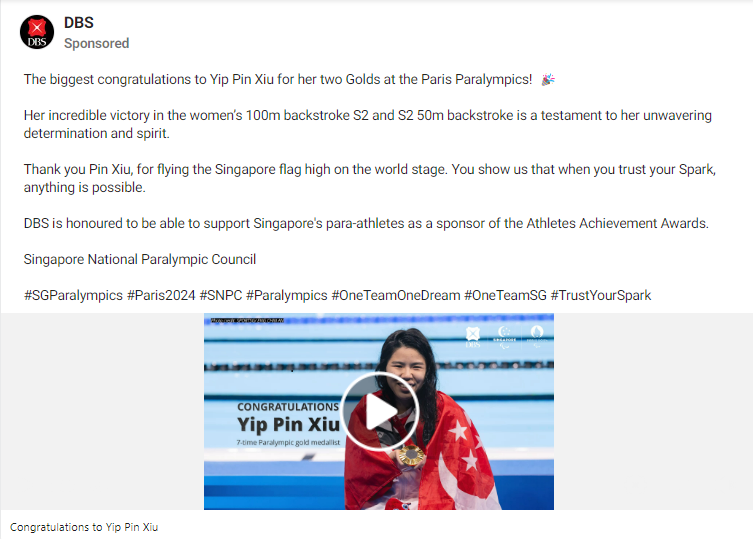 DBS
Sponsored
DBS
The biggest congratulations to Yip Pin Xiu for her two Golds at the Paris Paralympics! 🎉
Her incredible victory in the women's 100m backstroke S2 and S2 50m backstroke is a testament to her unwavering
determination and spirit.
Thank you Pin Xiu, for flying the Singapore flag high on the world stage. You show us that when you trust your Spark,
anything is possible.
DBS is honoured to be able to support Singapore's para-athletes as a sponsor of the Athletes Achievement Awards.
Singapore National Paralympic Council
#SGParalympics #Paris2024 #SNPC #Paralympics #OneTeamOneDream #OneTeamSG #TrustYourSpark
DBS
SINGAPORE
CONGRATULATIONS
Yip Pin Xiu
7-time Paralympic gold medallist
Congratulations to Yip Pin Xiu